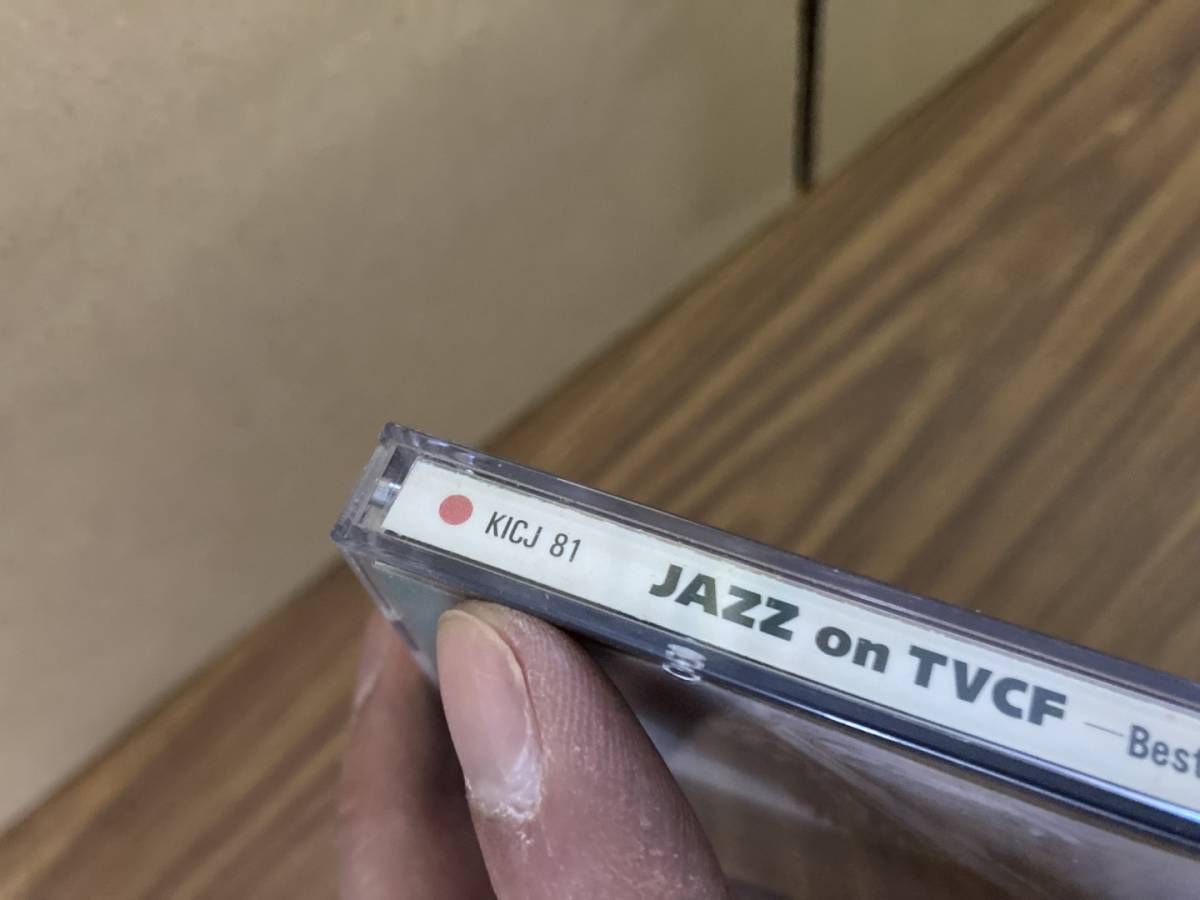 KICJ 81 JAZZ on TVCF —Best